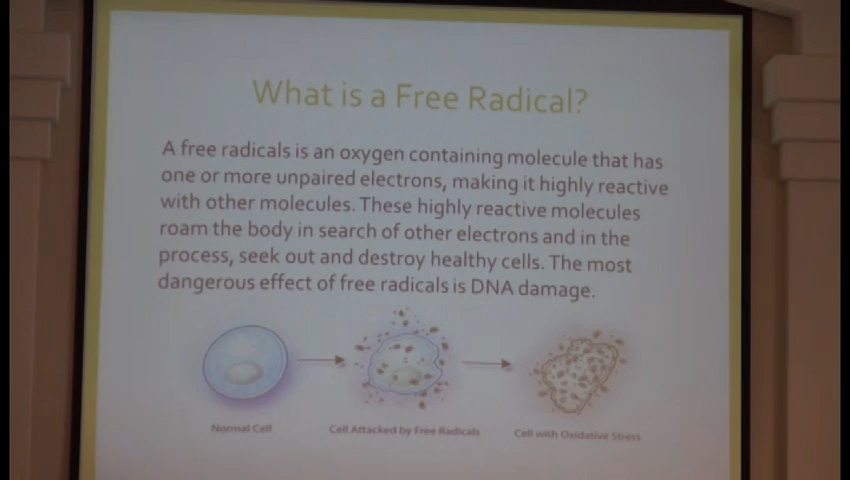 What is a Free Radical?
A free radicals is an oxygen containing molecule that has
one or more unpaired electrons, making it highly reactive
with other molecules. These highly reactive molecules
roam the body in search of other electrons and in the
process, seek out and destroy healthy cells. The most
dangerous effect of free radicals is DNA damage.
Normal Cell
Cell Attacked by Free Radicals
Cell with Oxidative Stress